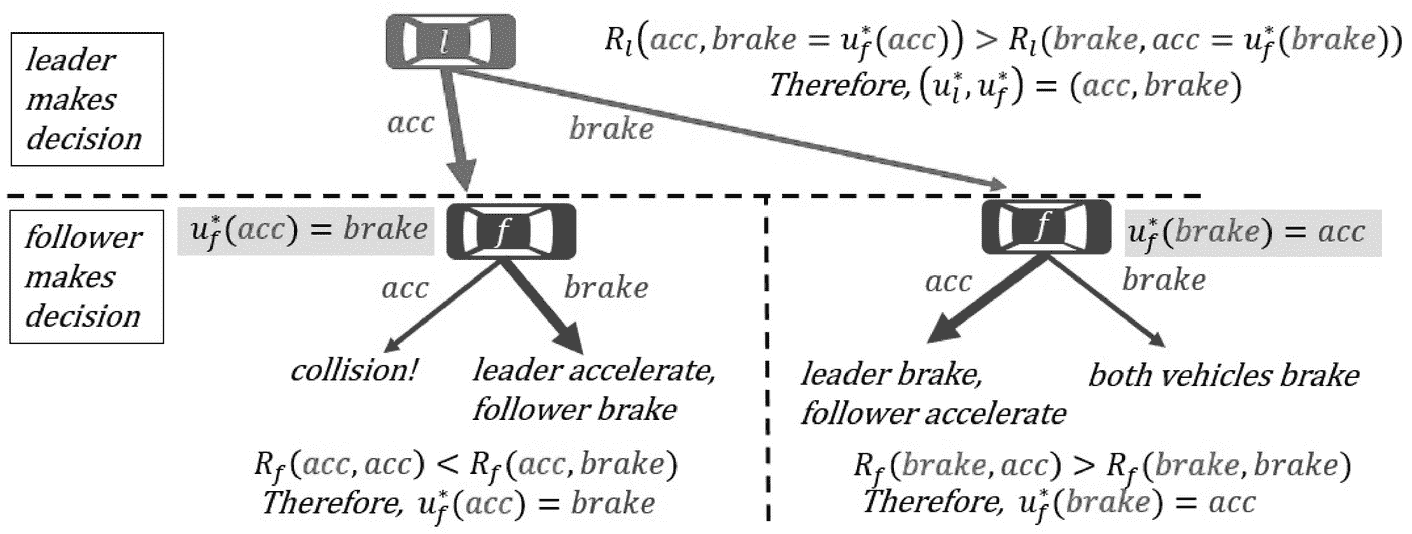 leader
makes
decision
l
R_l(acc, brake = u_f^*(acc)) > R_l(brake, acc = u_f^*(brake))
Therefore, (u_l^*, u_f^*) = (acc, brake)
acc
brake
follower
makes
decision
u_f^*(acc) = brake
f
acc
brake
collision!
leader accelerate,
follower brake
R_f(acc, acc) < R_f(acc, brake)
Therefore, u_f^*(acc) = brake
f
u_f^*(brake) = acc
acc
brake
leader brake,
follower accelerate
both vehicles brake
R_f(brake, acc) > R_f(brake, brake)
Therefore, u_f^*(brake) = acc